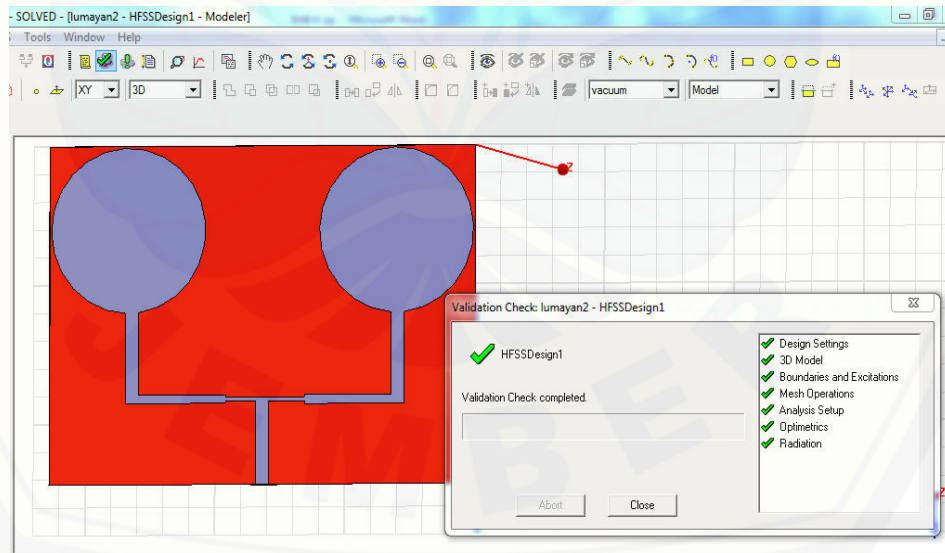 - SOLVED - [lumayan2 - HFSSDesign1 - Modeler]
Tools Window Help
XY 3D vacuum Model
Z
Validation Check: lumayan2 - HFSSDesign1
HFSSDesign1
Validation Check completed.
Design Settings
3D Model
Boundaries and Excitations
Mesh Operations
Analysis Setup
Optimetrics
Radiation
Abort Close
JEMBER